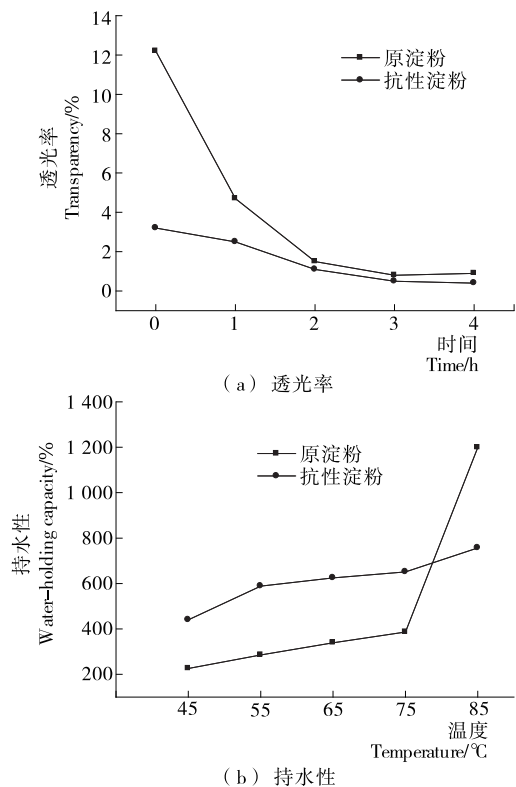 14
12
10
8
6
4
2
0
透光率
Transparency/%
原淀粉
抗性淀粉
0 1 2 3 4
时间
Time/h
（a）透光率
1 400
1 200
1 000
800
600
400
200
持水性
Water-holding capacity/%
原淀粉
抗性淀粉
45 55 65 75 85
温度
Temperature/℃
（b）持水性